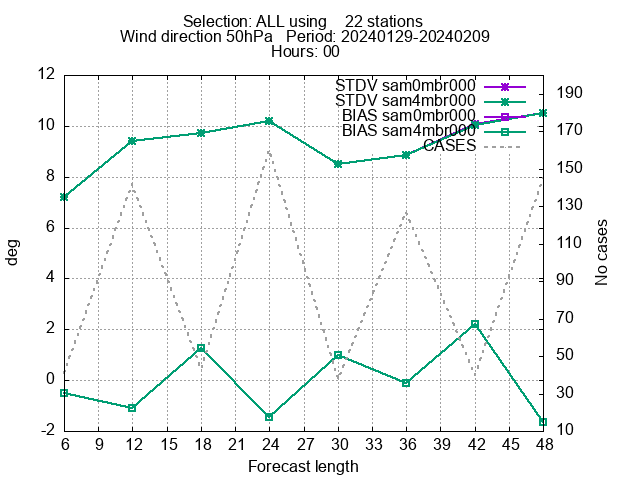 Selection: ALL using    22 stations
Wind direction 50hPa   Period: 20240129-20240209
Hours: 00
STDV sam0mbr000
STDV sam4mbr000
BIAS sam0mbr000
BIAS sam4mbr000
CASES
12
10
8
6
4
2
0
-2
deg
190
170
150
130
110
90
70
50
30
10
No cases
6 9 12 15 18 21 24 27 30 33 36 39 42 45 48
Forecast length